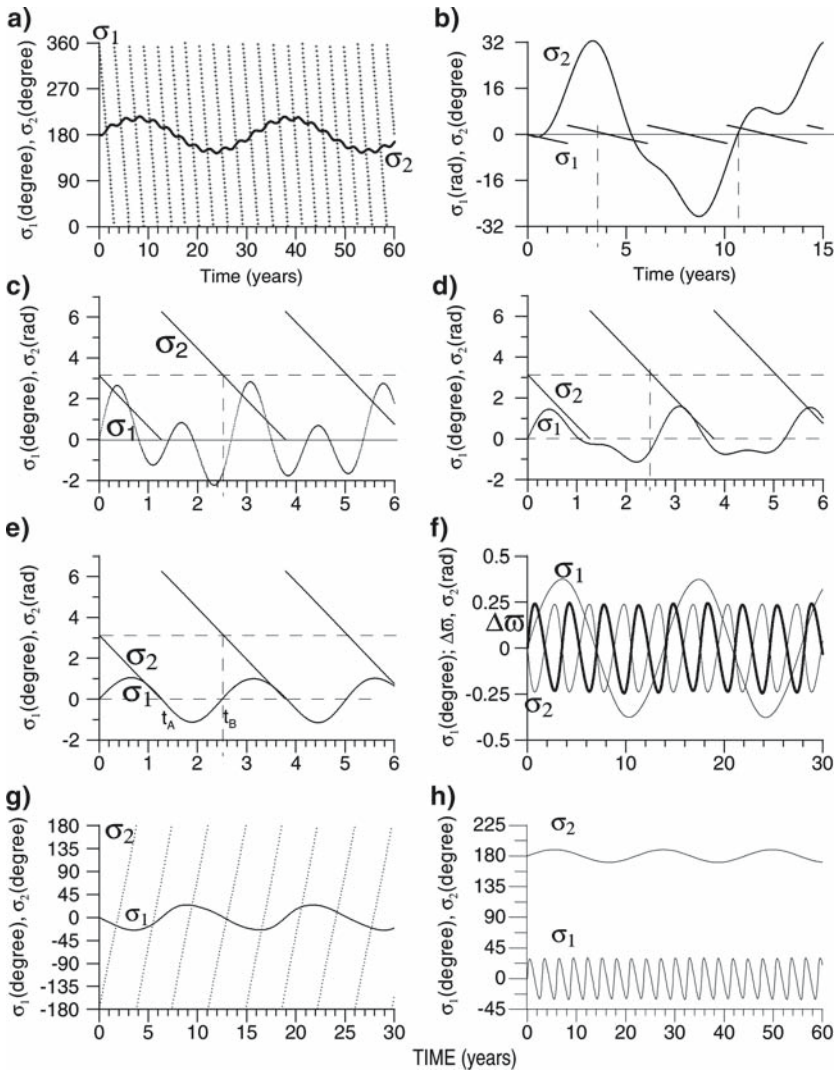 a)
σ1(degree), σ2(degree)
360
270
180
90
0
σ1
σ2
0 10 20 30 40 50 60
Time (years)
b)
σ1(rad), σ2(degree)
32
16
0
-16
-32
σ2
σ1
0 5 10 15
Time (years)
c)
σ1(degree), σ2(rad)
6
4
2
0
-2
σ2
σ1
0 1 2 3 4 5 6
d)
σ1(degree), σ2(rad)
6
4
2
0
-2
σ2
σ1
0 1 2 3 4 5 6
e)
σ1(degree), σ2(rad)
6
4
2
0
-2
σ2
σ1
tA tB
0 1 2 3 4 5 6
f)
σ1(degree); Δϖ, σ2(rad)
0.5
0.25
0
-0.25
-0.5
σ1
Δϖ
σ2
0 10 20 30
g)
σ1(degree), σ2(degree)
180
135
90
45
0
-45
-90
-135
-180
σ2
σ1
0 5 10 15 20 25 30
h)
σ1(degree), σ2(degree)
225
180
135
90
45
0
-45
σ2
σ1
0 10 20 30 40 50 60
TIME (years)